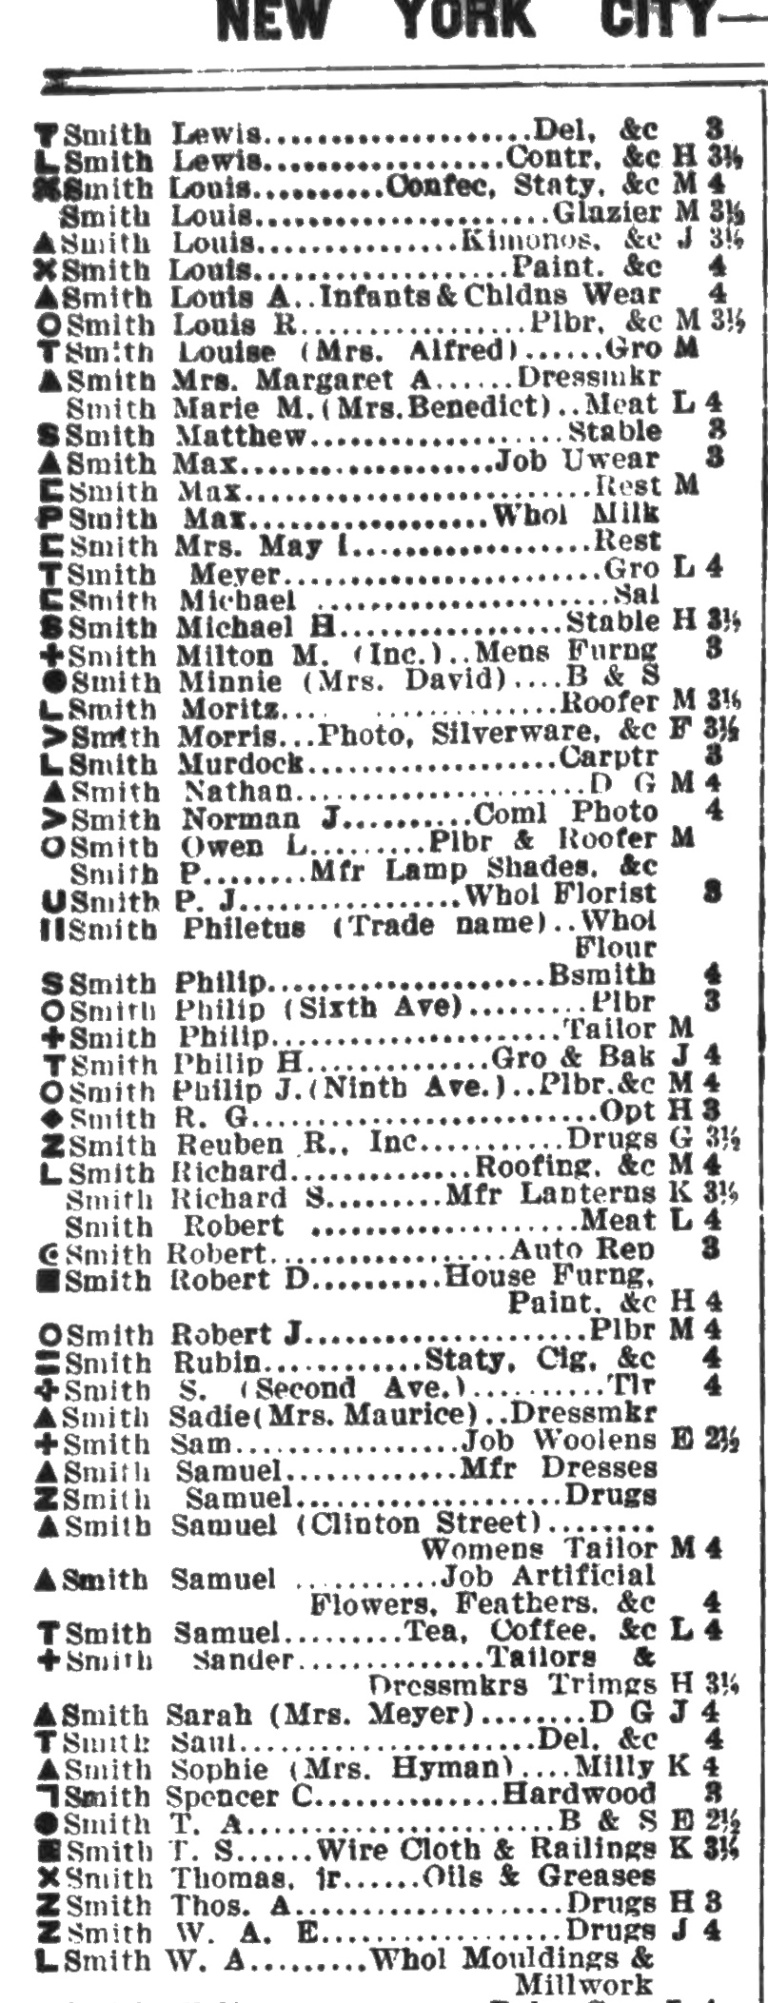 NEW YORK CITY—
Smith Lewis....................Del, &c 3
L Smith Lewis..................Contr, &c H 3½
Smith Louis..........Confec, Staty, &c M 4
Smith Louis......................Glazier M 3½
▲ Smith Louis...............Kimonos, &c J 3½
✖ Smith Louis...................Paint, &c 4
▲ Smith Louis A..Infants & Chldns Wear 4
O Smith Louis R.................Plbr, &c M 3½
T Smith Louise (Mrs. Alfred)......Gro M
▲ Smith Mrs. Margaret A......Dressmkr
Smith Marie M. (Mrs. Benedict)..Meat L 4
S Smith Matthew...................Stable 3
▲ Smith Max....................Job Uwear 3
⊏ Smith Max..........................Rest M
P Smith Max..................Whol Milk
⊏ Smith Mrs. May I..................Rest
T Smith Meyer........................Gro L 4
⊏ Smith Michael ......................Sal
S Smith Michael H.................Stable H 3½
✚ Smith Milton M. (Inc.)..Mens Furng 3
● Smith Minnie (Mrs. David)....B & S
L Smith Moritz.... ..............Roofer M 3½
> Smith Morris...Photo, Silverware, &c F 3½
L Smith Murdock...................Carptr 3
▲ Smith Nathan......................D G M 4
> Smith Norman J..........Coml Photo 4
O Smith Owen L.........Plbr & Roofer M
Smith P........Mfr Lamp Shades, &c
U Smith P. J.................Whol Florist 3
II Smith Philetus (Trade name)..Whol
Flour
S Smith Philip.....................Bsmith 4
O Smith Philip (Sixth Ave).........Plbr 3
✚ Smith Philip......................Tailor M
T Smith Philip H..............Gro & Bak J 4
O Smith Philip J. (Ninth Ave.)..Plbr, &c M 4
◆ Smith R. G..........................Opt H 3
Z Smith Reuben R., Inc...........Drugs G 3½
L Smith Richard..............Roofing, &c M 4
Smith Richard S.........Mfr Lanterns K 3½
Smith Robert ....................Meat L 4
Smith Robert..................Auto Rep 3
■ Smith Robert D..........House Furng,
Paint, &c H 4
O Smith Robert J.....................Plbr M 4
Smith Rubin............Staty, Cig, &c 4
Smith S. (Second Ave.)..........Tlr 4
▲ Smith Sadie (Mrs. Maurice)..Dressmkr
✚ Smith Sam.................Job Woolens E 2½
▲ Smith Samuel.............Mfr Dresses
Z Smith Samuel....................Drugs
▲ Smith Samuel (Clinton Street)........
Womens Tailor M 4
▲ Smith Samuel ..........Job Artificial
Flowers, Feathers, &c 4
T Smith Samuel.........Tea, Coffee, &c L 4
✚ Smith Sander..............Tailors &
Dressmkrs Trimgs H 3½
▲ Smith Sarah (Mrs. Meyer)........D G J 4
T Smith Saul......................Del, &c 4
▲ Smith Sophie (Mrs. Hyman)....Milly K 4
Smith Spencer C..............Hardwood 3
● Smith T. A.......................B & S E 2½
Smith T. S......Wire Cloth & Railings K 3½
✖ Smith Thomas, jr......Oils & Greases
Z Smith Thos. A....................Drugs H 3
Z Smith W. A. E..................Drugs J 4
L Smith W. A.........Whol Mouldings &
Millwork